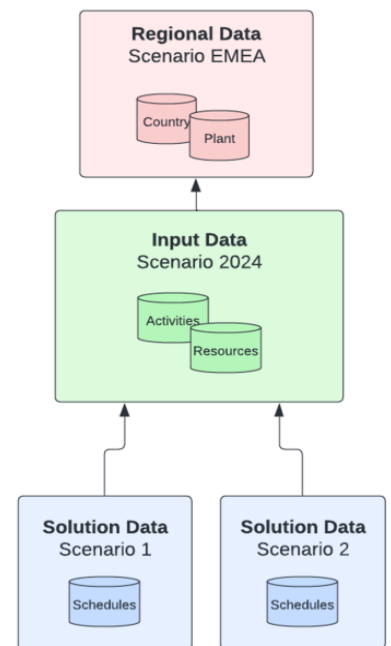 Regional Data
Scenario EMEA
Country
Plant
Input Data
Scenario 2024
Activities
Resources
Solution Data
Scenario 1
Schedules
Solution Data
Scenario 2
Schedules